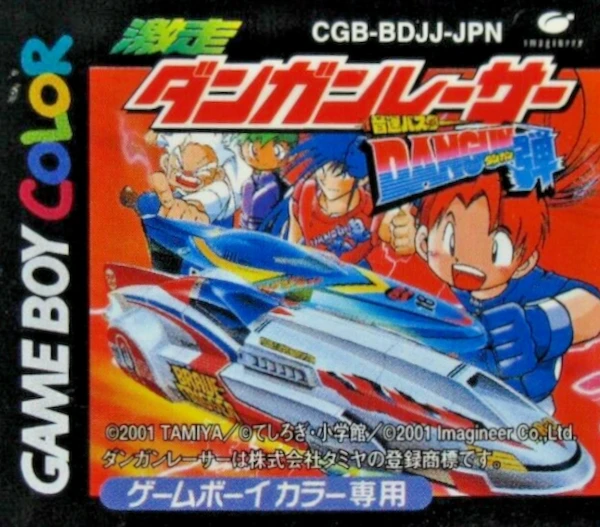 激走
CGB-BDJJ-JPN
imagineer
ダンガンレーサー
音速バスター
DANGUN弾
GAME BOY COLOR
16
©2001 TAMIYA/©てしろぎ・小学館/©2001 Imagineer Co.,Ltd.
ダンガンレーサーは株式会社タミヤの登録商標です。
ゲームボーイカラー専用